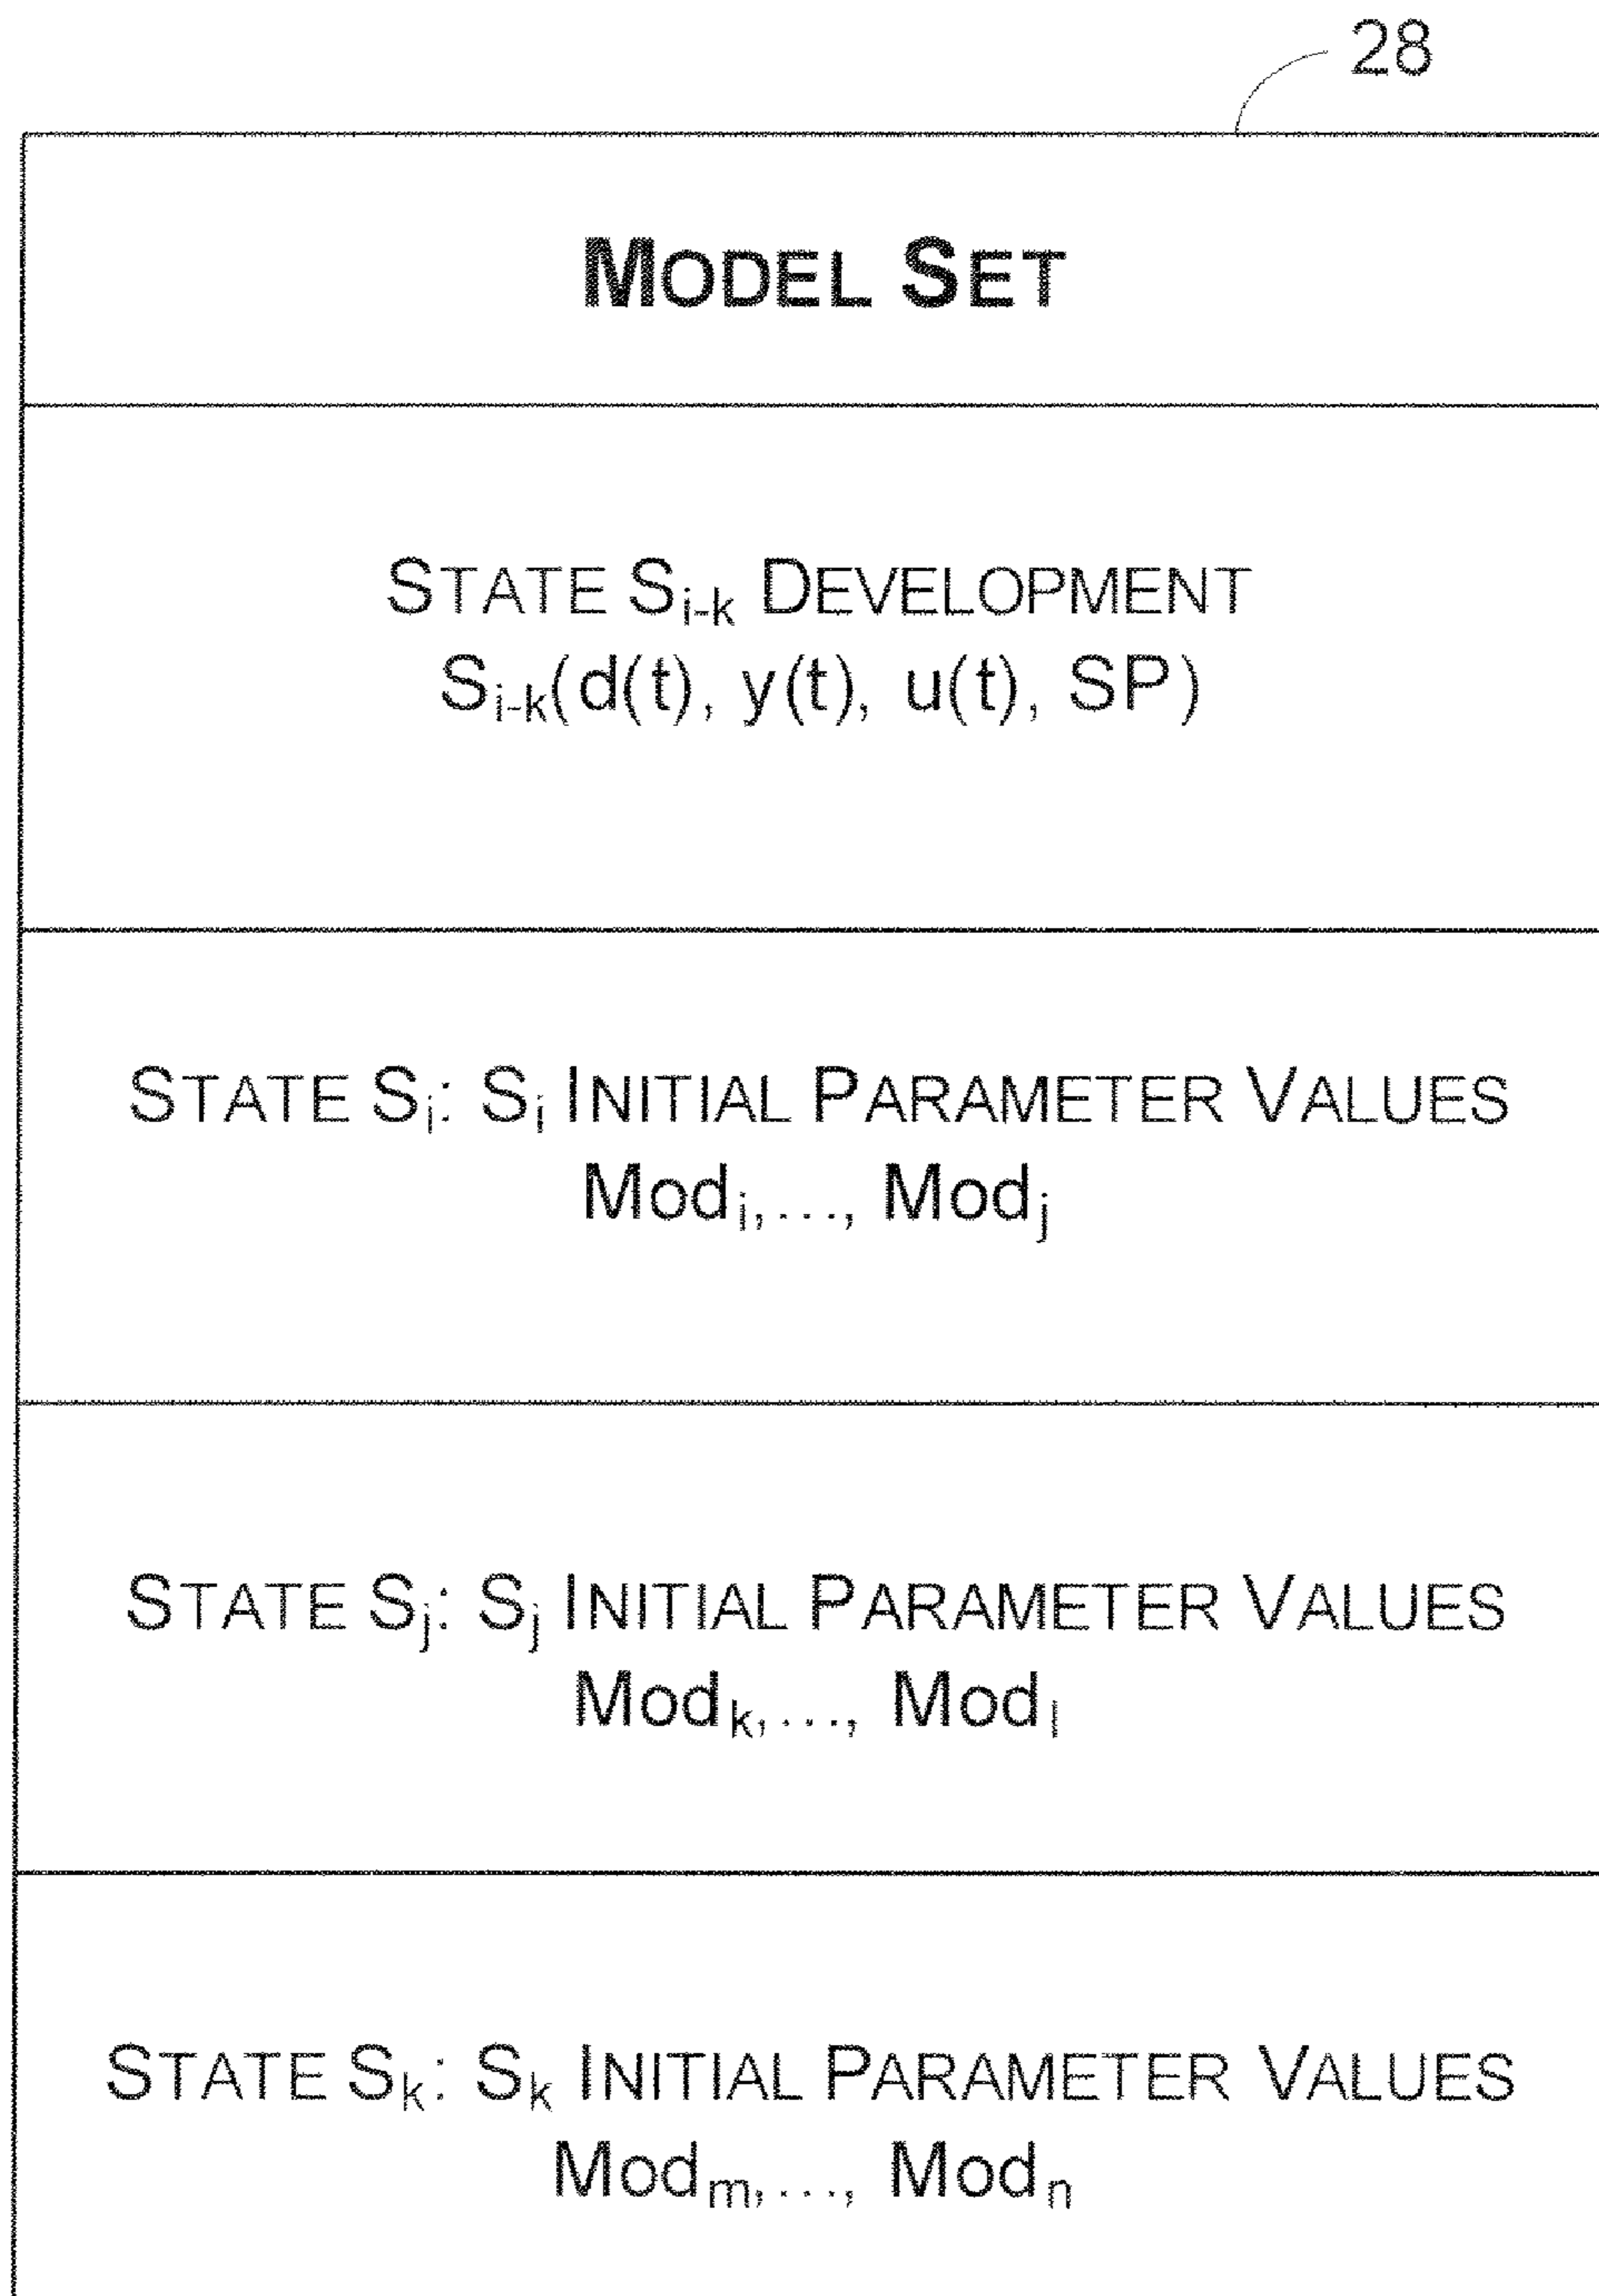 28
MODEL SET
STATE Si-k DEVELOPMENT
Si-k(d(t), y(t), u(t), SP)
STATE Si: Si INITIAL PARAMETER VALUES
Modi,..., Modj
STATE Sj: Sj INITIAL PARAMETER VALUES
Modk,..., Modl
STATE Sk: Sk INITIAL PARAMETER VALUES
Modm,..., Modn